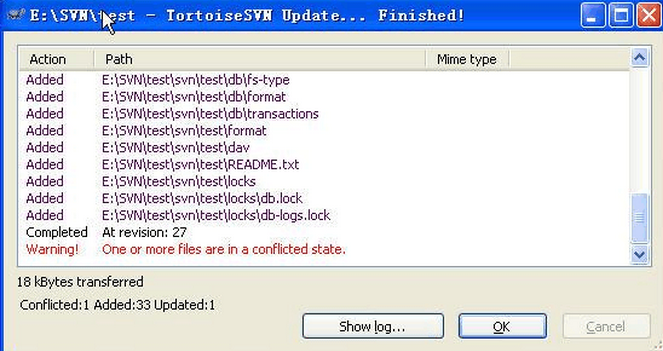 E:\SVN\test - TortoiseSVN Update... Finished!
Action Path Mime type
Added E:\SVN\test\svn\test\db\fs-type
Added E:\SVN\test\svn\test\db\format
Added E:\SVN\test\svn\test\db\transactions
Added E:\SVN\test\svn\test\format
Added E:\SVN\test\svn\test\dav
Added E:\SVN\test\svn\test\README.txt
Added E:\SVN\test\svn\test\locks
Added E:\SVN\test\svn\test\locks\db.lock
Added E:\SVN\test\svn\test\locks\db-logs.lock
Completed At revision: 27
Warning! One or more files are in a conflicted state.
18 kBytes transferred
Conflicted:1 Added:33 Updated:1
Show log... OK Cancel